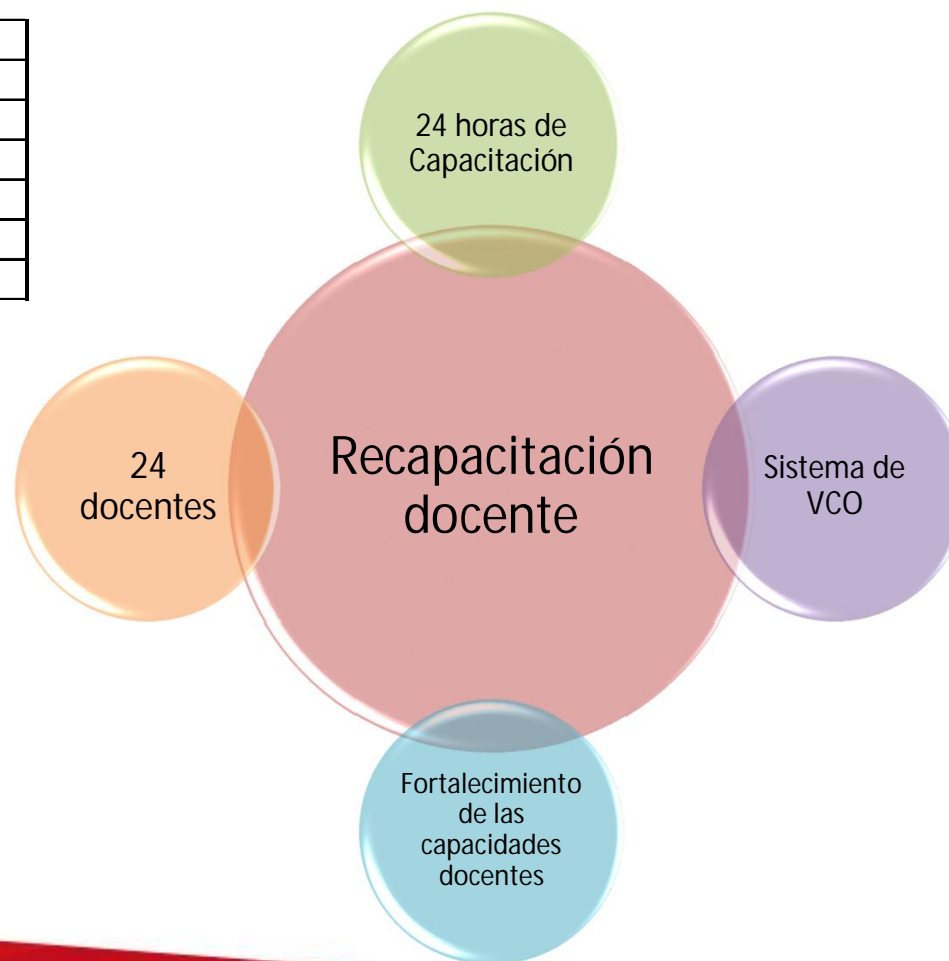 24 horas de
Capacitación
24
docentes
Recapacitación
docente
Sistema de
VCO
Fortalecimiento
de las
capacidades
docentes